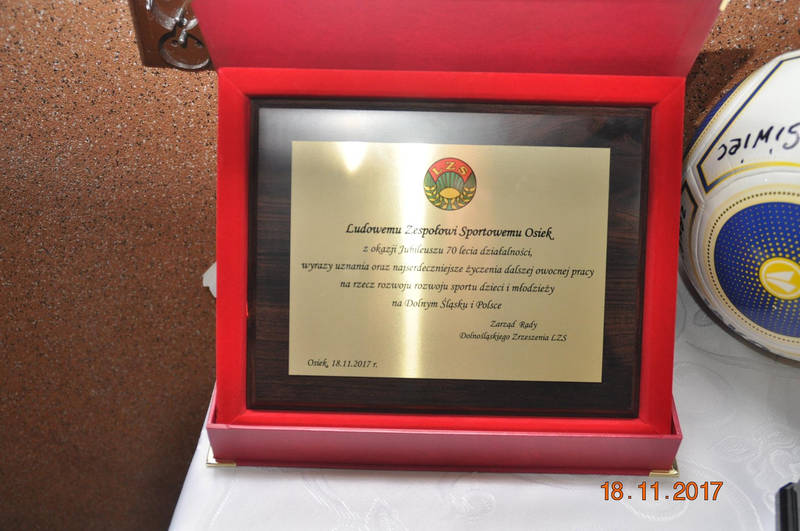 LZS
Ludowemu Zespołowi Sportowemu Osiek
z okazji Jubileuszu 70 lecia działalności,
wyrazy uznania oraz najserdeczniejsze życzenia dalszej owocnej pracy
na rzecz rozwoju rozwoju sportu dzieci i młodzieży
na Dolnym Śląsku i Polsce
Zarząd Rady
Dolnośląskiego Zrzeszenia LZS
Osiek, 18.11.2017 r.
18.11.2017